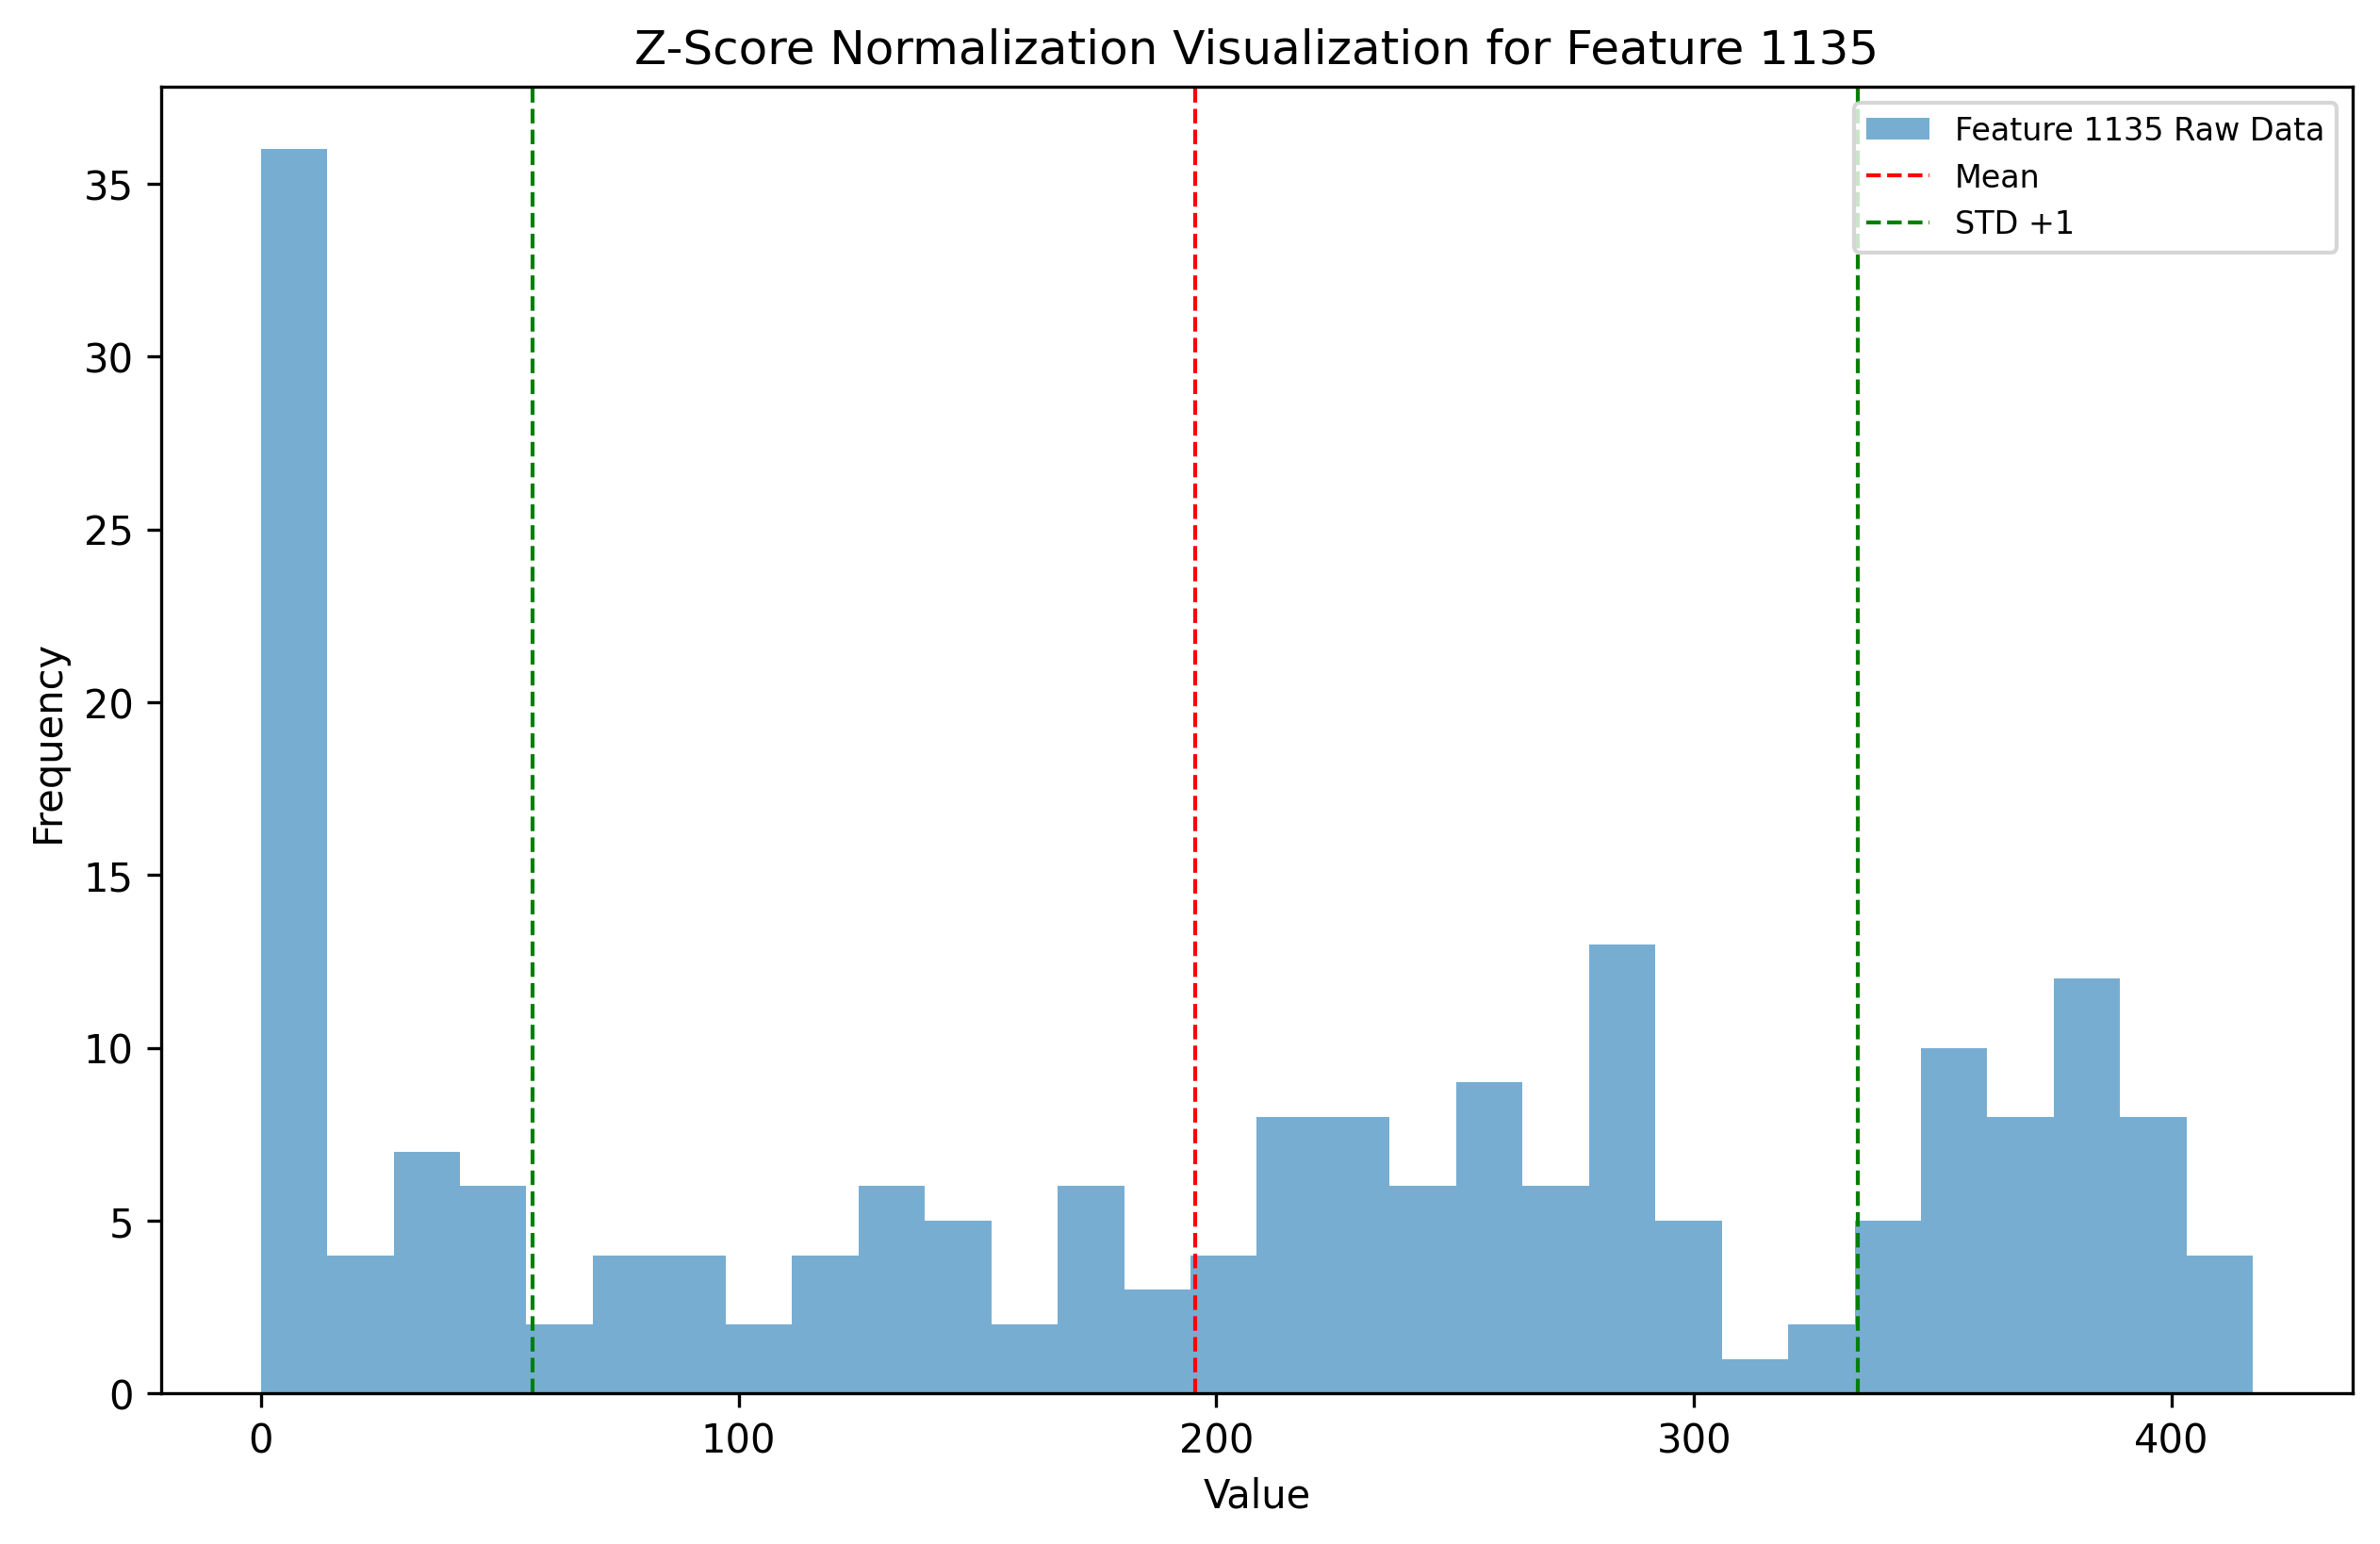 Z-Score Normalization Visualization for Feature 1135
Feature 1135 Raw Data
Mean
STD +1
35
30
25
20
15
10
5
0
Frequency
0 100 200 300 400
Value